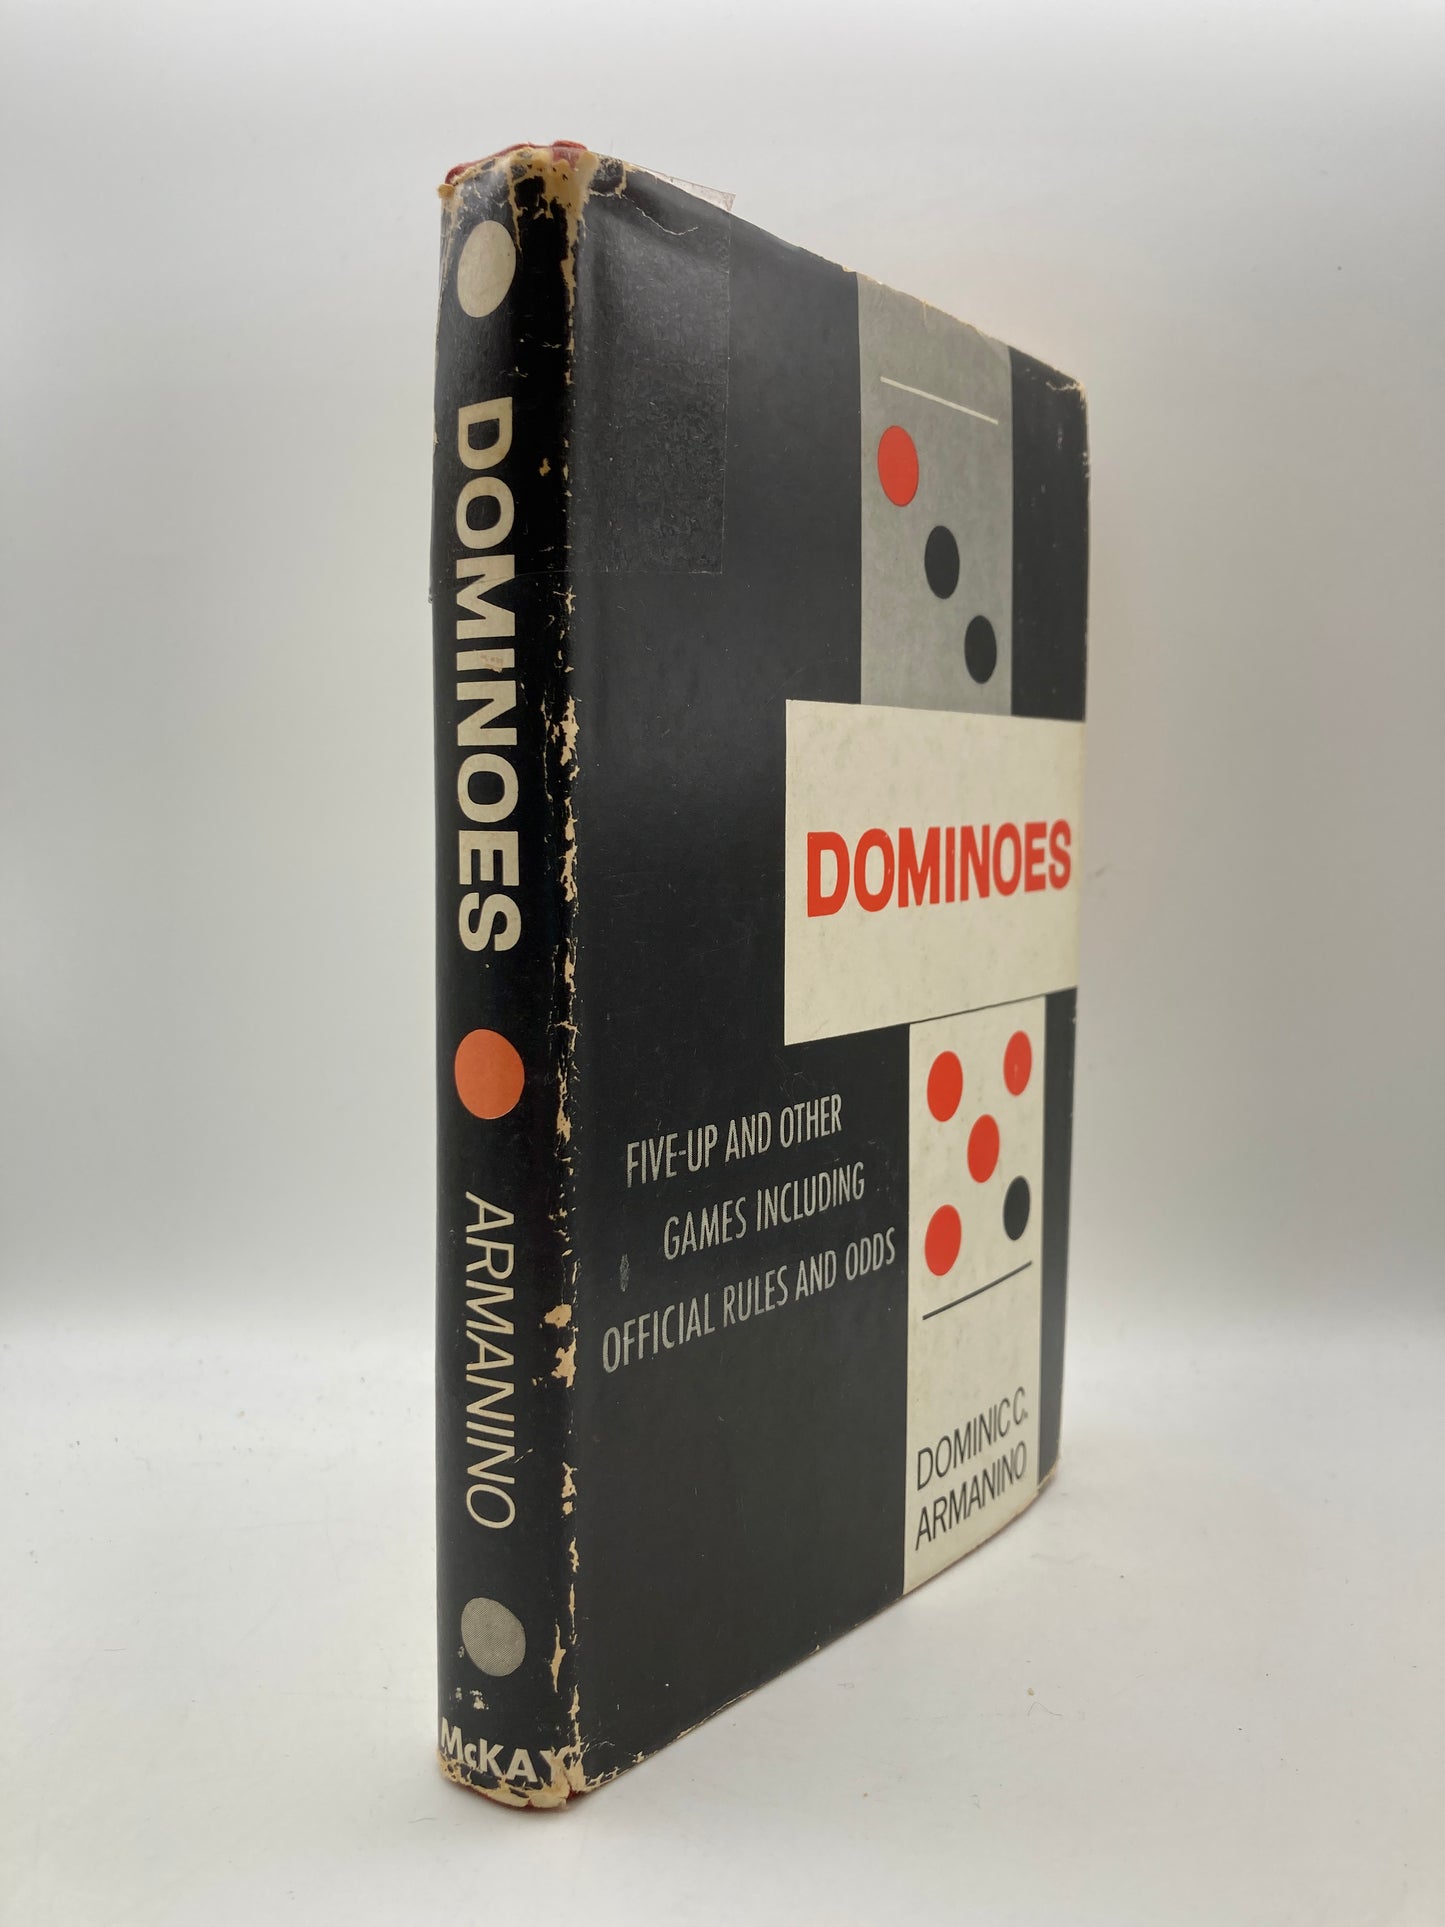 DOMINOES
ARMANINO
McKAY
DOMINOES
FIVE-UP AND OTHER
GAMES INCLUDING
OFFICIAL RULES AND ODDS
DOMINIC C.
ARMANINO